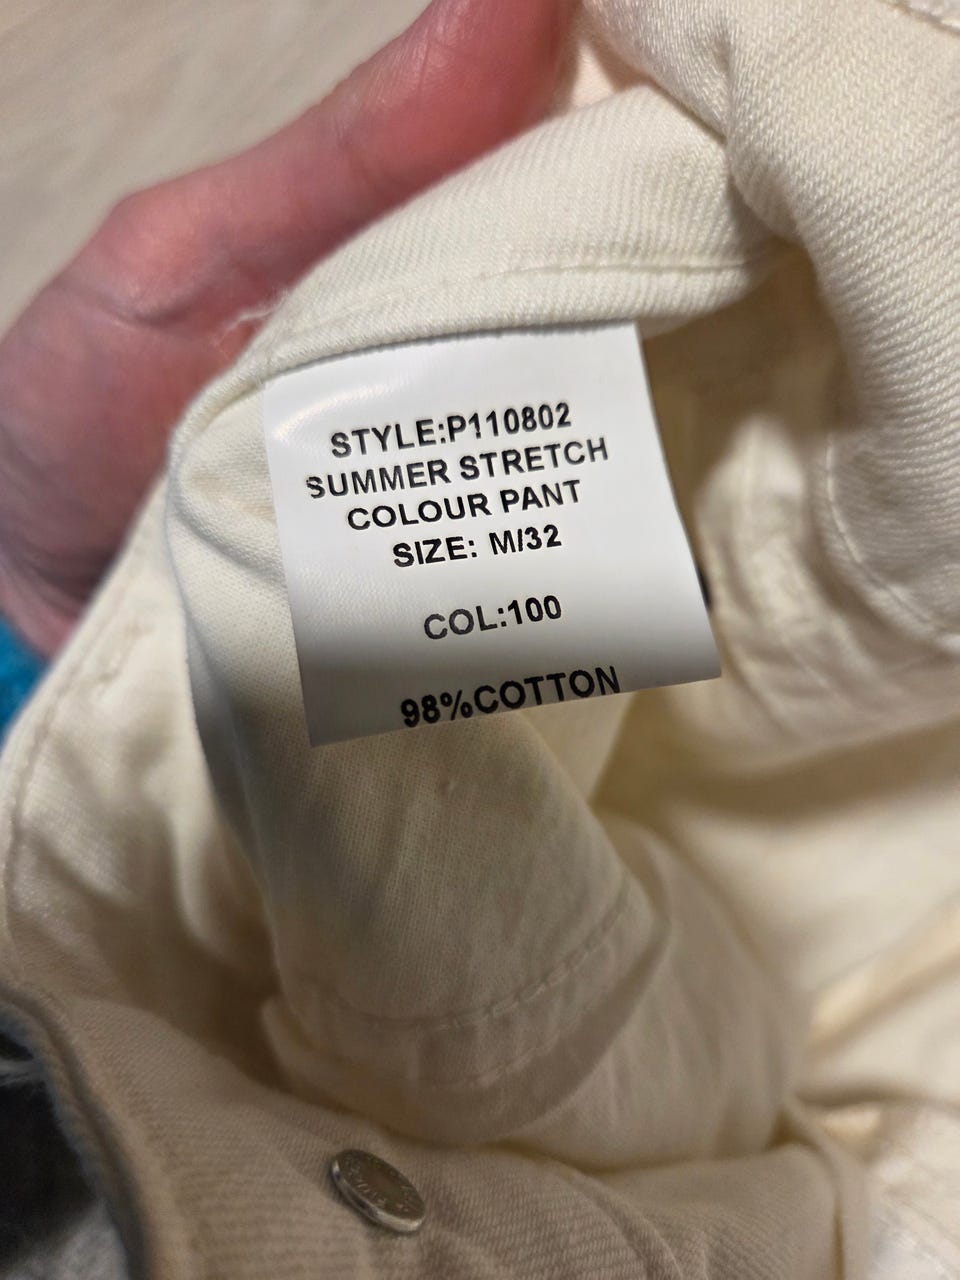 STYLE:P110802
SUMMER STRETCH
COLOUR PANT
SIZE: M/32
COL:100
98%COTTON